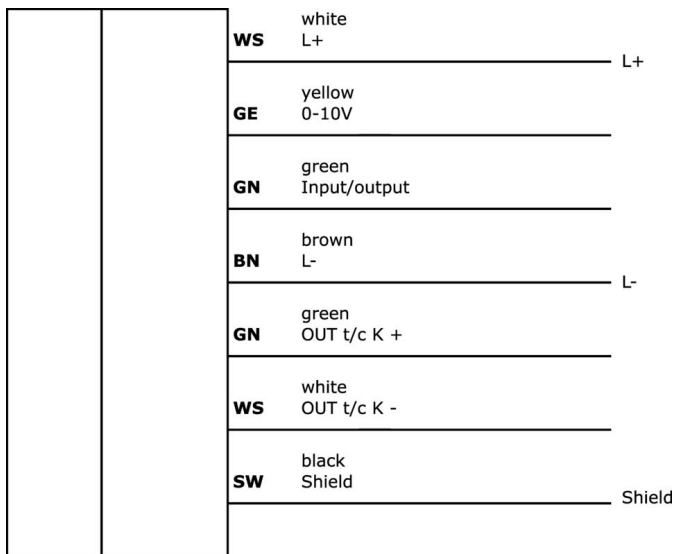 white
WS L+
L+
yellow
GE 0-10V
green
GN Input/output
brown
BN L-
L-
green
GN OUT t/c K +
white
WS OUT t/c K -
black
SW Shield
Shield